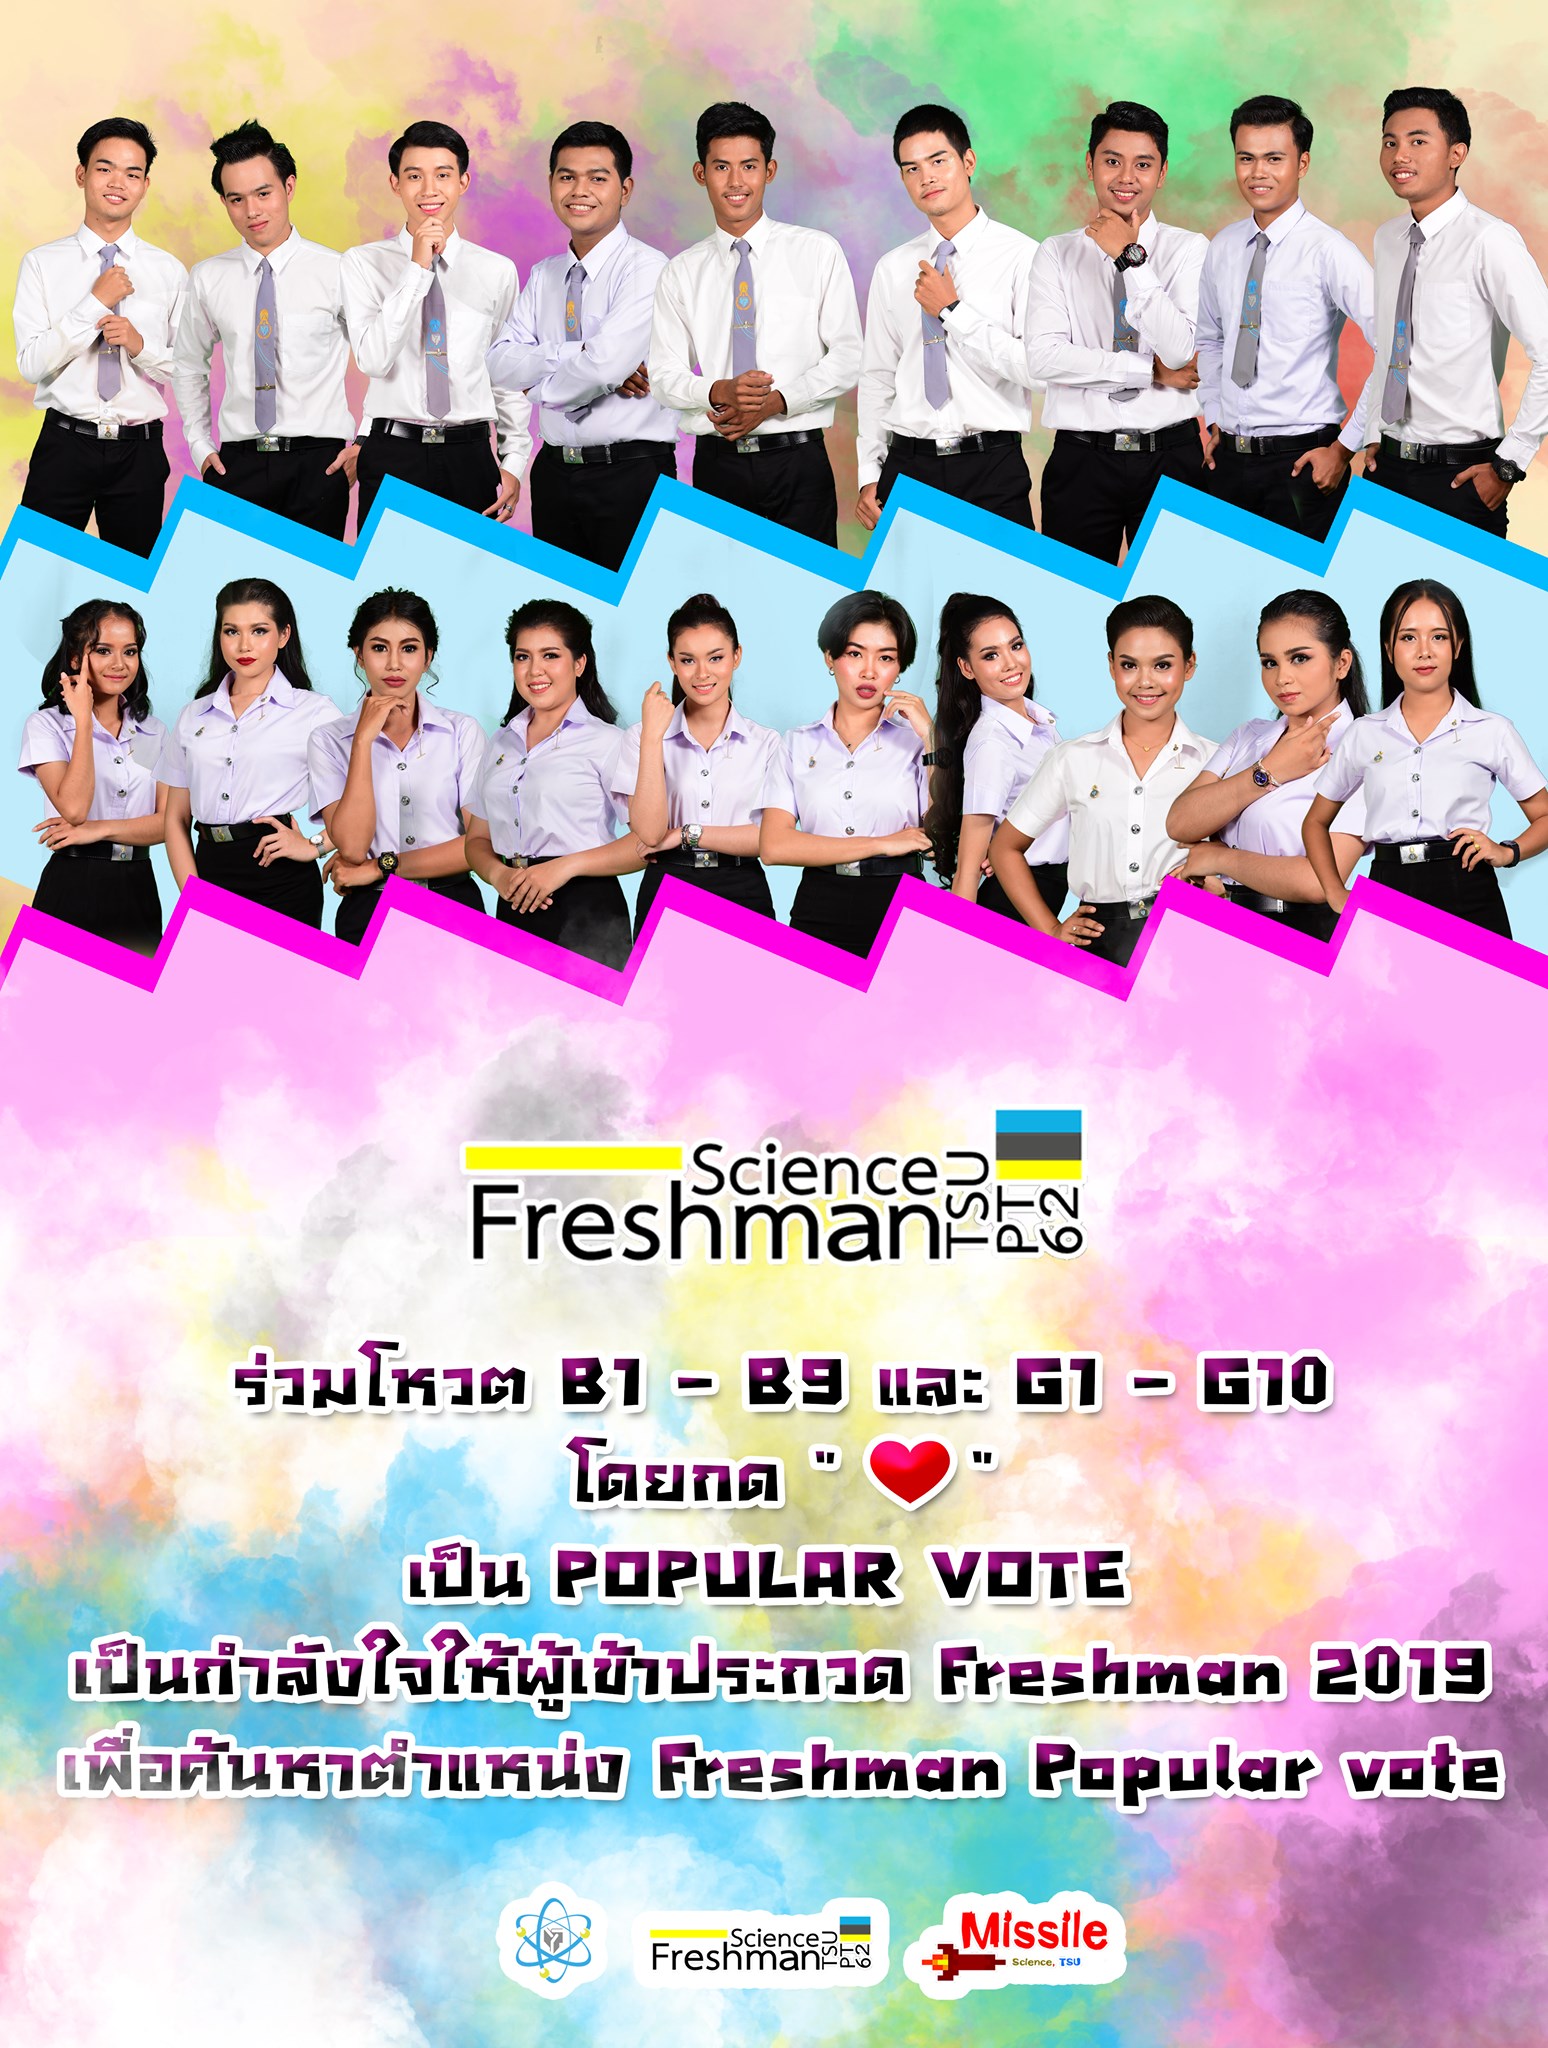 Science
Freshman
TSU
PT
62
ร่วมโหวต B1 - B9 และ G1 - G10
โดยกด " "
เป็น POPULAR VOTE
เป็นกำลังใจให้ผู้เข้าประกวด Freshman 2019
เพื่อค้นหาตำแหน่ง Freshman Popular vote
Science
Freshman
TSU
PT
62
Missile
Science, TSU